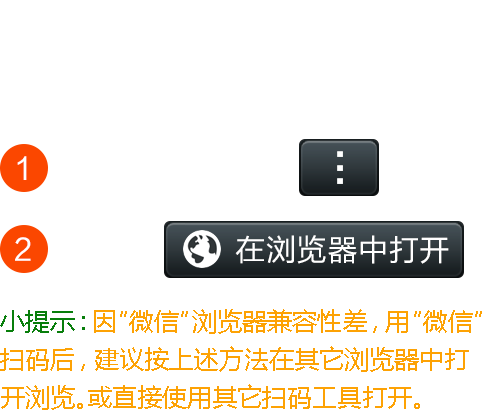 1
2 在浏览器中打开
小提示：因“微信”浏览器兼容性差，用“微信”
扫码后，建议按上述方法在其它浏览器中打
开浏览。或直接使用其它扫码工具打开。